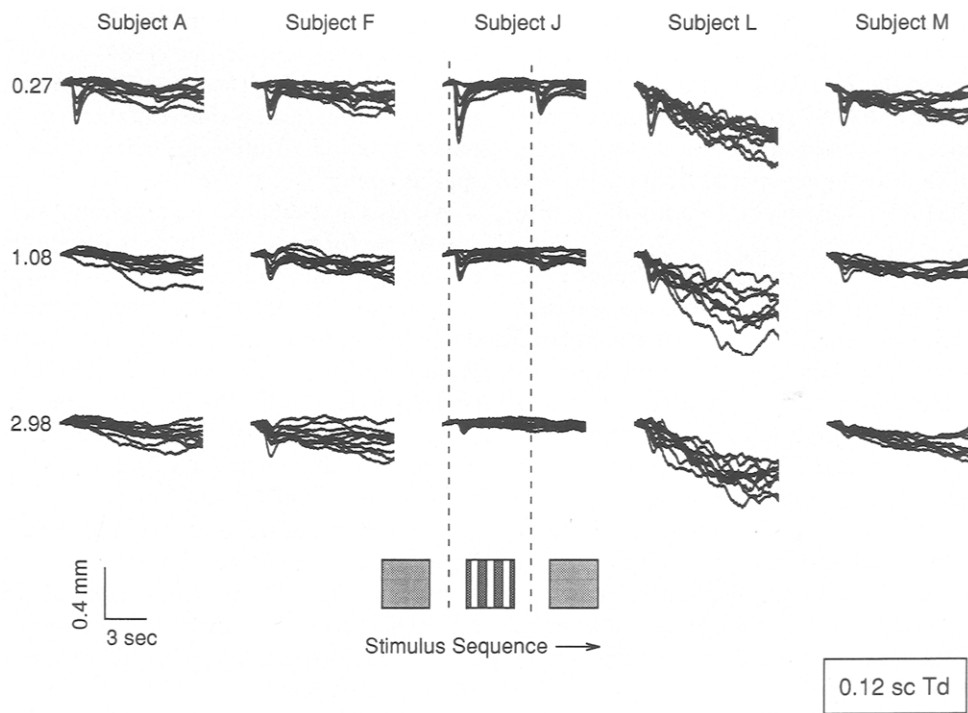 Subject A Subject F Subject J Subject L Subject M
0.27
1.08
2.98
0.4 mm
3 sec
Stimulus Sequence →
0.12 sc Td